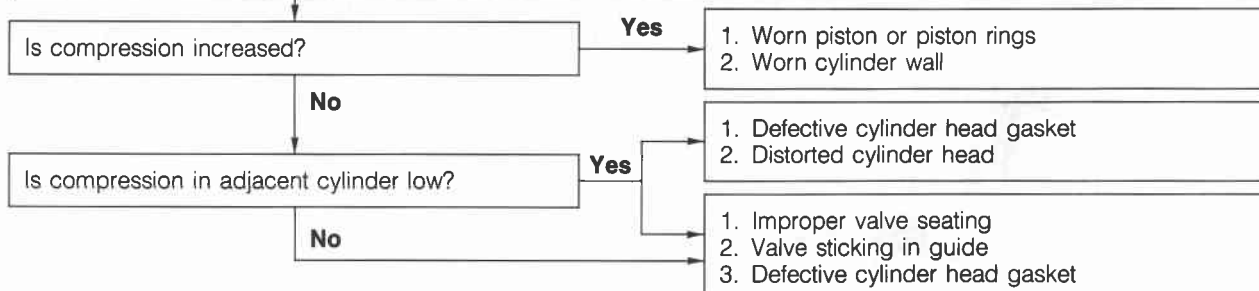 Is compression increased?
Yes
1. Worn piston or piston rings
2. Worn cylinder wall
No
Is compression in adjacent cylinder low?
Yes
1. Defective cylinder head gasket
2. Distorted cylinder head
No
1. Improper valve seating
2. Valve sticking in guide
3. Defective cylinder head gasket